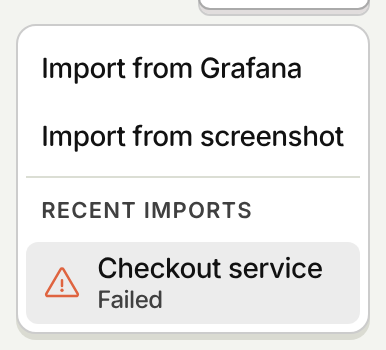 Import from Grafana
Import from screenshot
RECENT IMPORTS
Checkout service
Failed